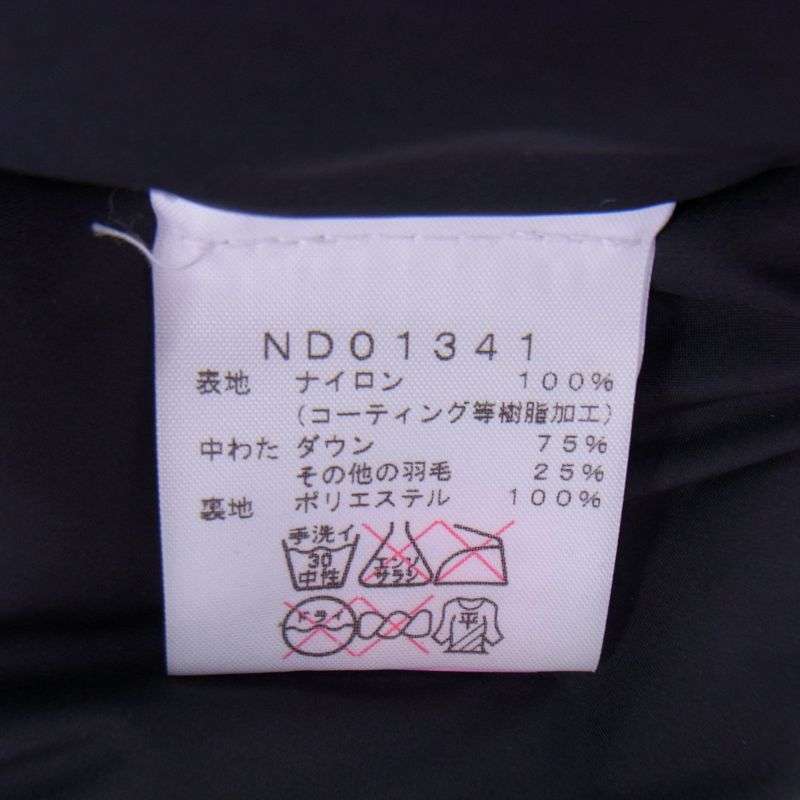 ND01341
表地 ナイロン 100%
(コーティング等樹脂加工)
中わた ダウン 75%
その他の羽毛 25%
裏地 ポリエステル 100%
手洗イ
30
中性
エンソ
サラシ
ドライ
平